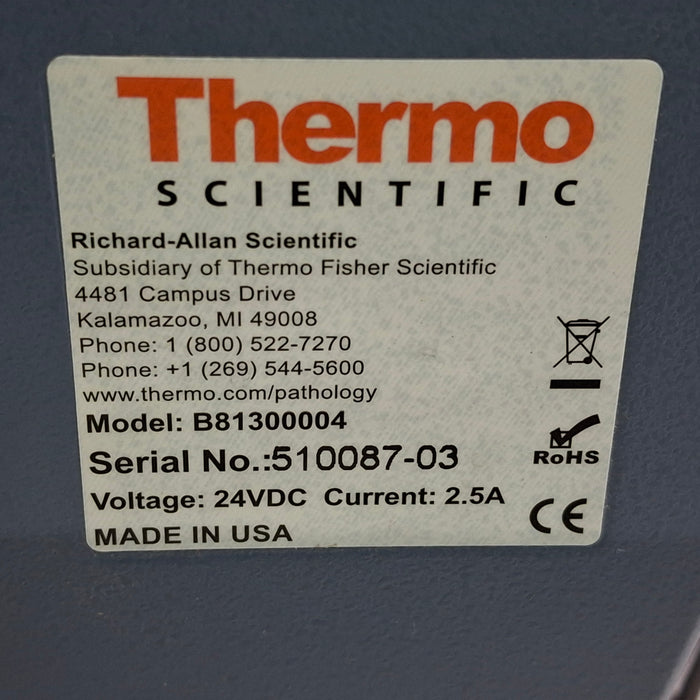 Thermo
SCIENTIFIC
Richard-Allan Scientific
Subsidiary of Thermo Fisher Scientific
4481 Campus Drive
Kalamazoo, MI 49008
Phone: 1 (800) 522-7270
Phone: +1 (269) 544-5600
www.thermo.com/pathology
Model: B81300004
Serial No.:510087-03
RoHS
Voltage: 24VDC Current: 2.5A
CE
MADE IN USA